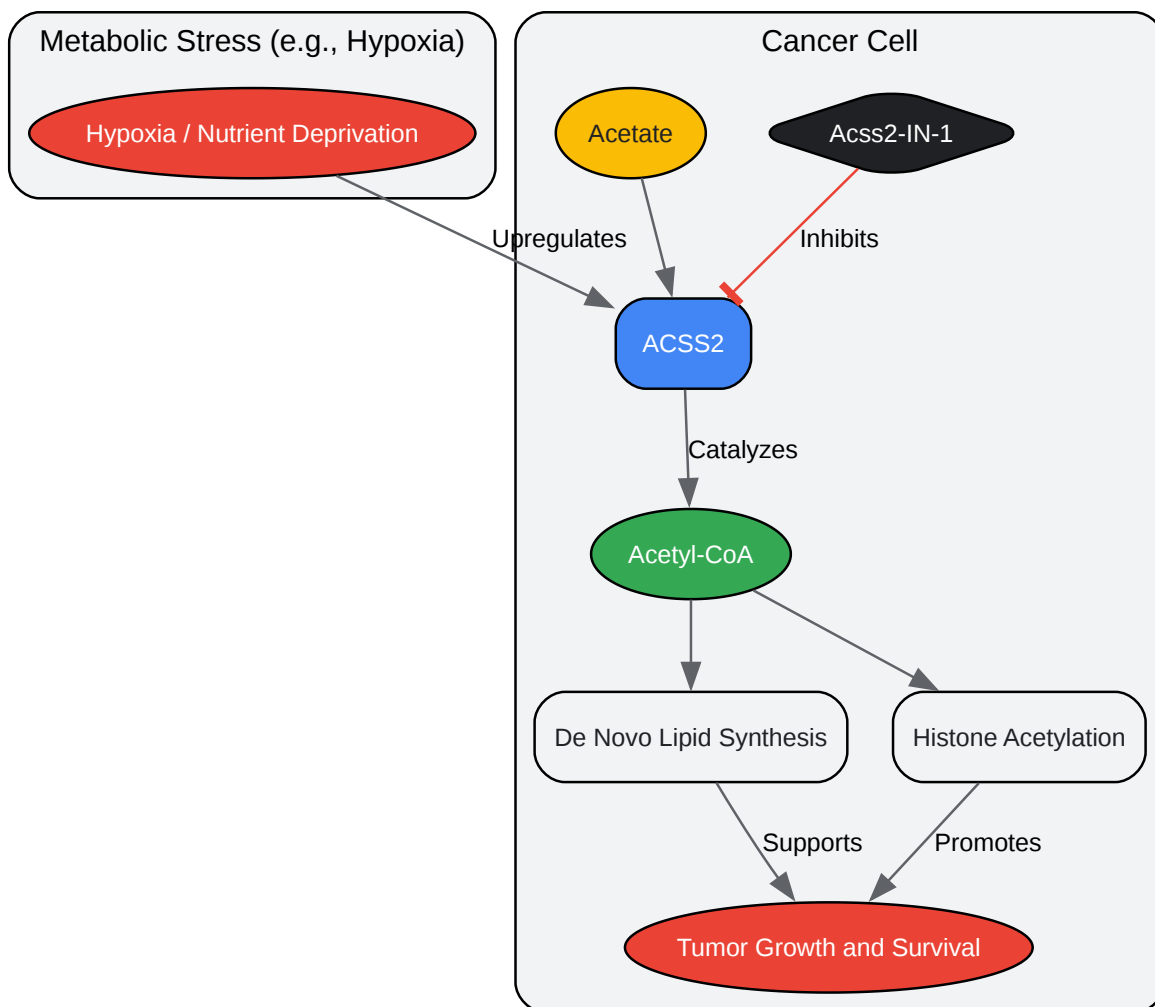 Metabolic Stress (e.g., Hypoxia)
Cancer Cell
Hypoxia / Nutrient Deprivation
Acetate
Acss2-IN-1
Upregulates
Inhibits
ACSS2
Catalyzes
Acetyl-CoA
De Novo Lipid Synthesis
Histone Acetylation
Supports
Promotes
Tumor Growth and Survival